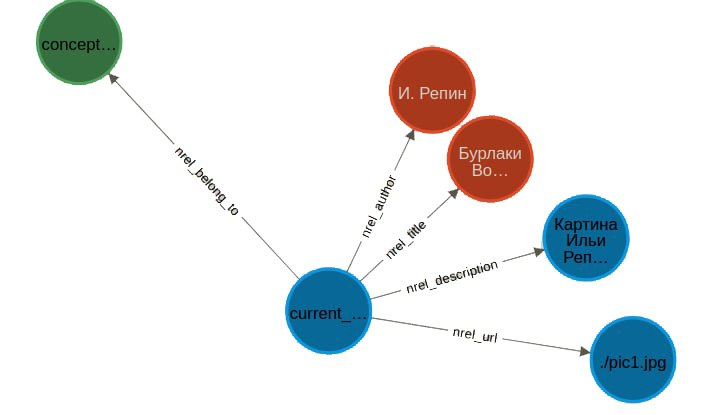 concept…
И. Репин
Бурлаки
Во…
nrel_belong_to
nrel_author
nrel_title
Картина
Ильи
Реп…
nrel_description
current_…
nrel_url
./pic1.jpg